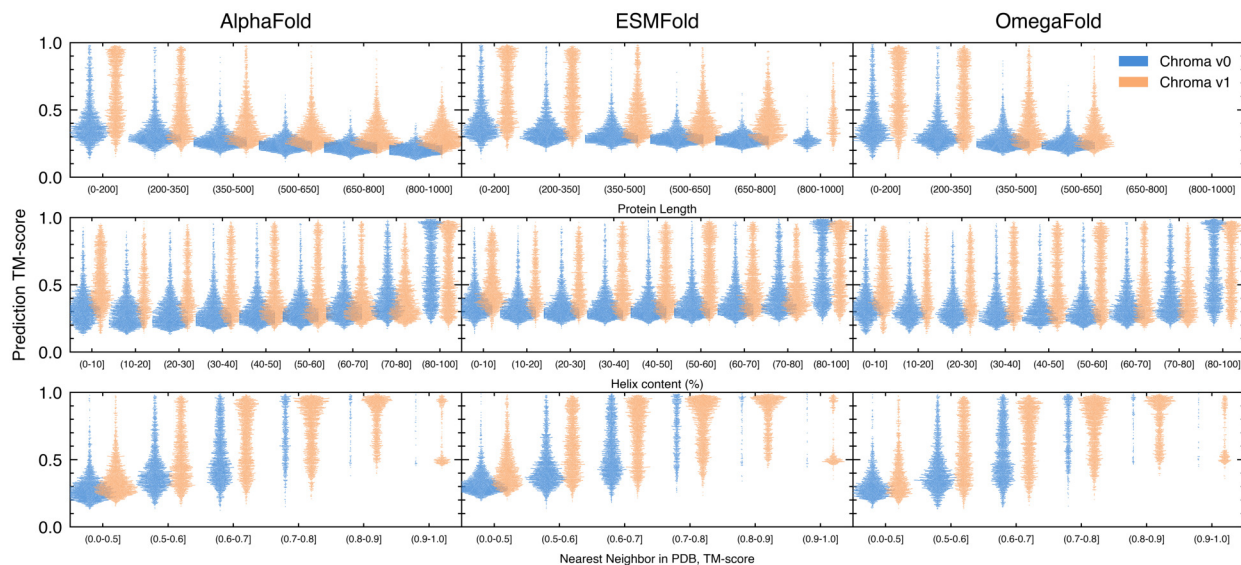 AlphaFold ESMFold OmegaFold
1.0
0.5
0.0
Chroma v0
Chroma v1
(0-200] (200-350] (350-500] (500-650] (650-800] (800-1000] (0-200] (200-350] (350-500] (500-650] (650-800] (800-1000] (0-200] (200-350] (350-500] (500-650] (650-800] (800-1000]
Protein Length
Prediction TM-score
1.0
0.5
0.0
(0-10] (10-20] (20-30] (30-40] (40-50] (50-60] (60-70] (70-80] (80-100] (0-10] (10-20] (20-30] (30-40] (40-50] (50-60] (60-70] (70-80] (80-100] (0-10] (10-20] (20-30] (30-40] (40-50] (50-60] (60-70] (70-80] (80-100]
Helix content (%)
1.0
0.5
0.0
(0.0-0.5] (0.5-0.6] (0.6-0.7] (0.7-0.8] (0.8-0.9] (0.9-1.0] (0.0-0.5] (0.5-0.6] (0.6-0.7] (0.7-0.8] (0.8-0.9] (0.9-1.0] (0.0-0.5] (0.5-0.6] (0.6-0.7] (0.7-0.8] (0.8-0.9] (0.9-1.0]
Nearest Neighbor in PDB, TM-score